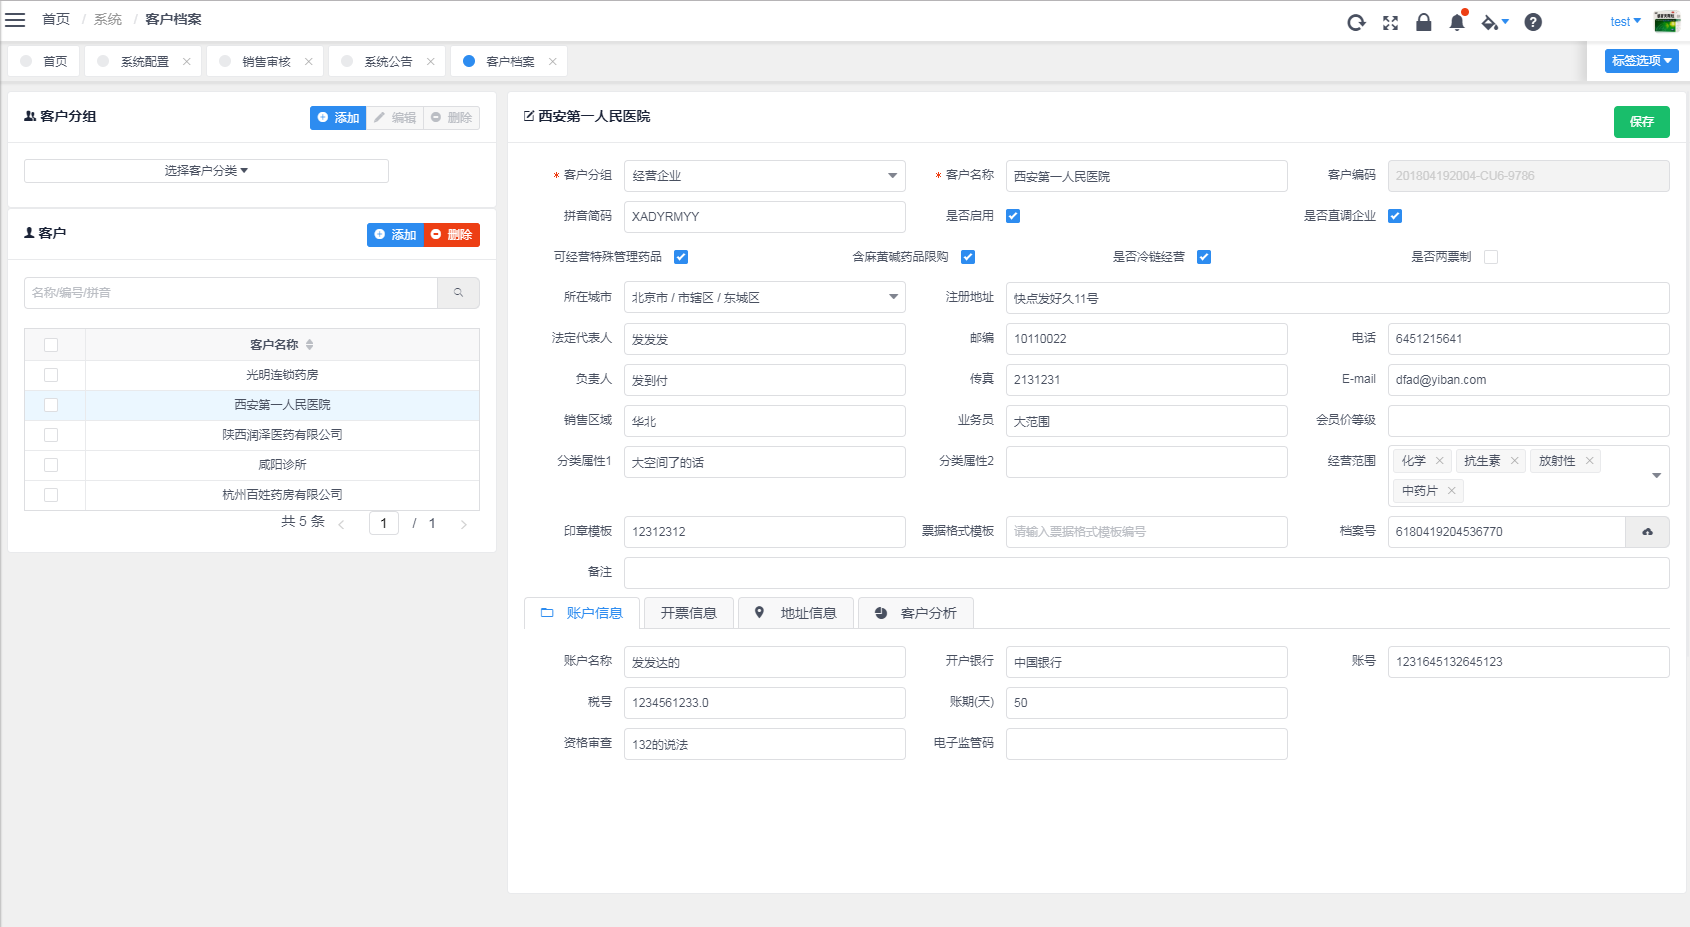 首页 / 系统 / 客户档案
test
首页 系统配置 销售审核 系统公告 客户档案 标签选项
客户分组 添加 编辑 删除
选择客户分类
客户 添加 删除
名称/编号/拼音
客户名称
光明连锁药房
西安第一人民医院
陕西润泽医药有限公司
咸阳诊所
杭州百姓药房有限公司
共 5 条 1 / 1
西安第一人民医院 保存
* 客户分组 经营企业 * 客户名称 西安第一人民医院 客户编码 201804192004-CU6-9786
拼音简码 XADYRMYY 是否启用 是否直调企业
可经营特殊管理药品 含麻黄碱药品限购 是否冷链经营 是否两票制
所在城市 北京市 / 市辖区 / 东城区 注册地址 快点发好久11号
法定代表人 发发发 邮编 10110022 电话 6451215641
负责人 发到付 传真 2131231 E-mail dfad@yiban.com
销售区域 华北 业务员 大范围 会员价等级
分类属性1 大空间了的话 分类属性2 经营范围 化学 抗生素 放射性
中药片
印章模板 12312312 票据格式模板 请输入票据格式模板编号 档案号 6180419204536770
备注
账户信息 开票信息 地址信息 客户分析
账户名称 发发达的 开户银行 中国银行 账号 1231645132645123
税号 1234561233.0 账期(天) 50
资格审查 132的说法 电子监管码